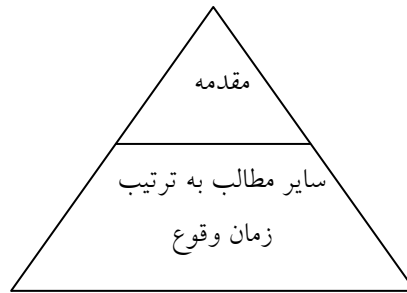 مقدمه
سایر مطالب به ترتیب
زمان وقوع